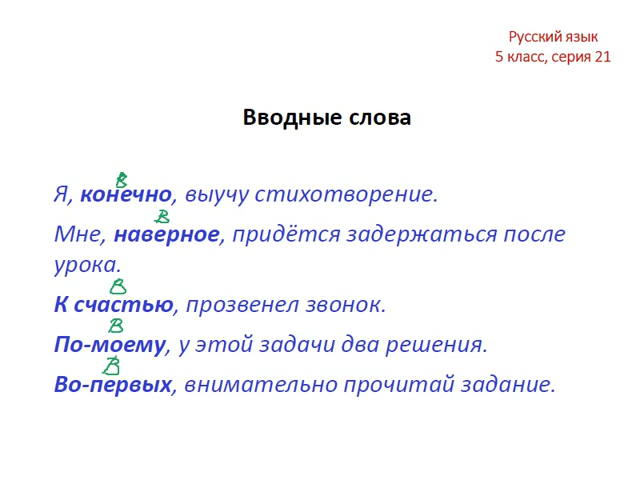 Русский язык
5 класс, серия 21
Вводные слова
В
Я, конечно, выучу стихотворение.
В
Мне, наверное, придётся задержаться после
урока.
В
К счастью, прозвенел звонок.
В
По-моему, у этой задачи два решения.
В
Во-первых, внимательно прочитай задание.